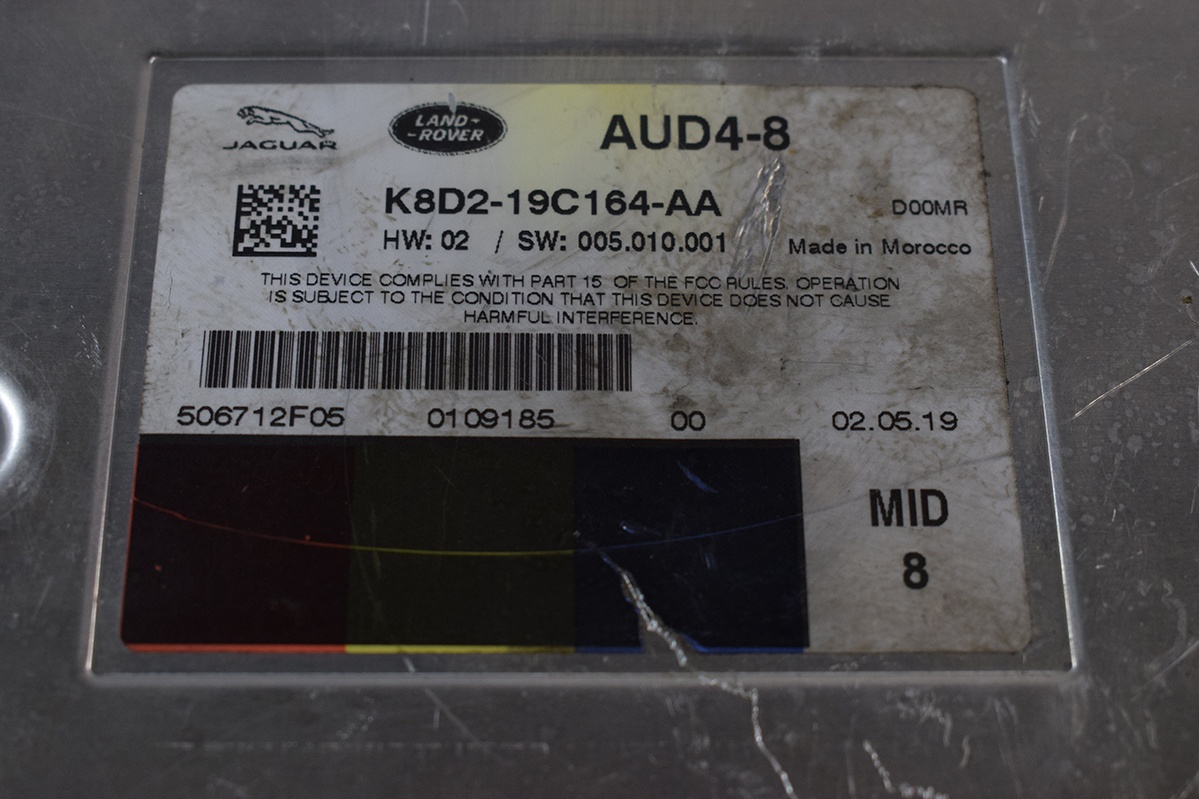 JAGUAR
LAND-
-ROVER
AUD4-8
K8D2-19C164-AA
D00MR
HW: 02 / SW: 005.010.001
Made in Morocco
THIS DEVICE COMPLIES WITH PART 15 OF THE FCC RULES. OPERATION
IS SUBJECT TO THE CONDITION THAT THIS DEVICE DOES NOT CAUSE
HARMFUL INTERFERENCE.
506712F05 0109185 00 02.05.19
MID
8